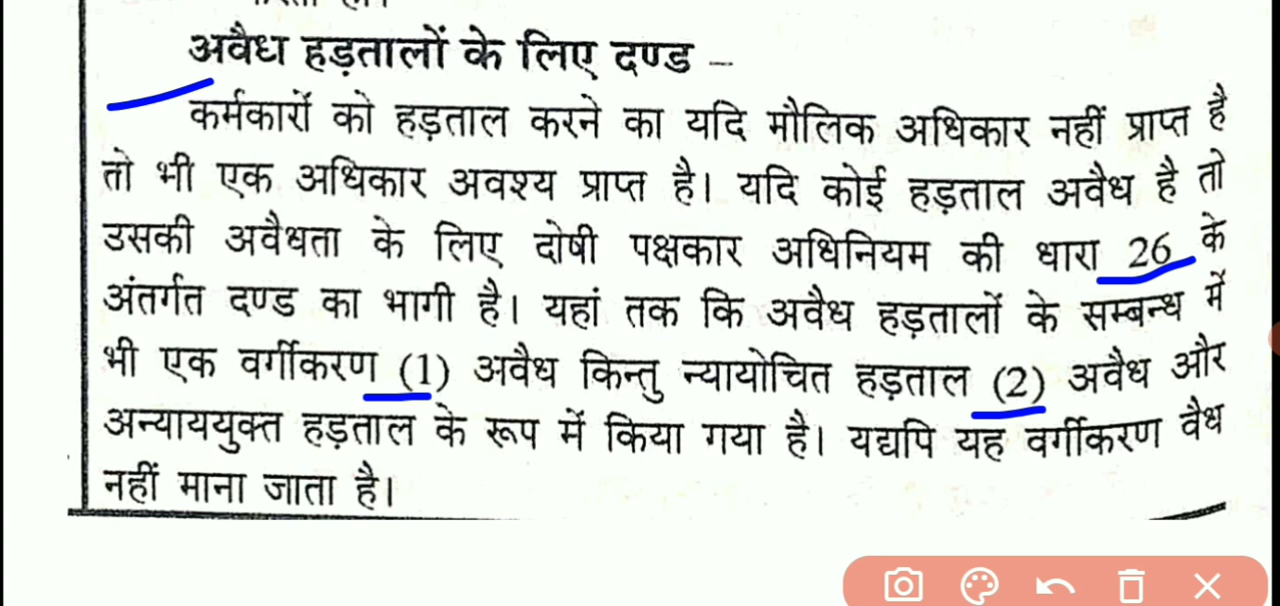 अवैध हड़तालों के लिए दण्ड –
कर्मकारों को हड़ताल करने का यदि मौलिक अधिकार नहीं प्राप्त है
तो भी एक अधिकार अवश्य प्राप्त है। यदि कोई हड़ताल अवैध है तो
उसकी अवैधता के लिए दोषी पक्षकार अधिनियम की धारा 26 के
अंतर्गत दण्ड का भागी है। यहां तक कि अवैध हड़तालों के सम्बन्ध में
भी एक वर्गीकरण (1) अवैध किन्तु न्यायोचित हड़ताल (2) अवैध और
अन्याययुक्त हड़ताल के रूप में किया गया है। यद्यपि यह वर्गीकरण वैध
नहीं माना जाता है।